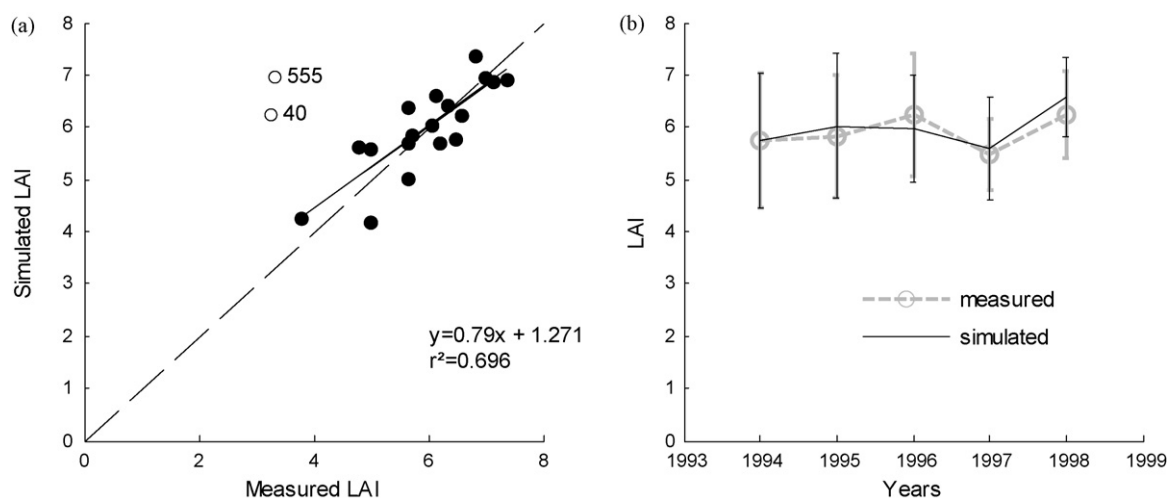 (a)
8
7
6
5
4
3
2
1
0
Simulated LAI
555
40
y=0.79x + 1.271
r²=0.696
0 2 4 6 8
Measured LAI
(b)
8
7
6
5
4
3
2
1
0
LAI
measured
simulated
1993 1994 1995 1996 1997 1998 1999
Years